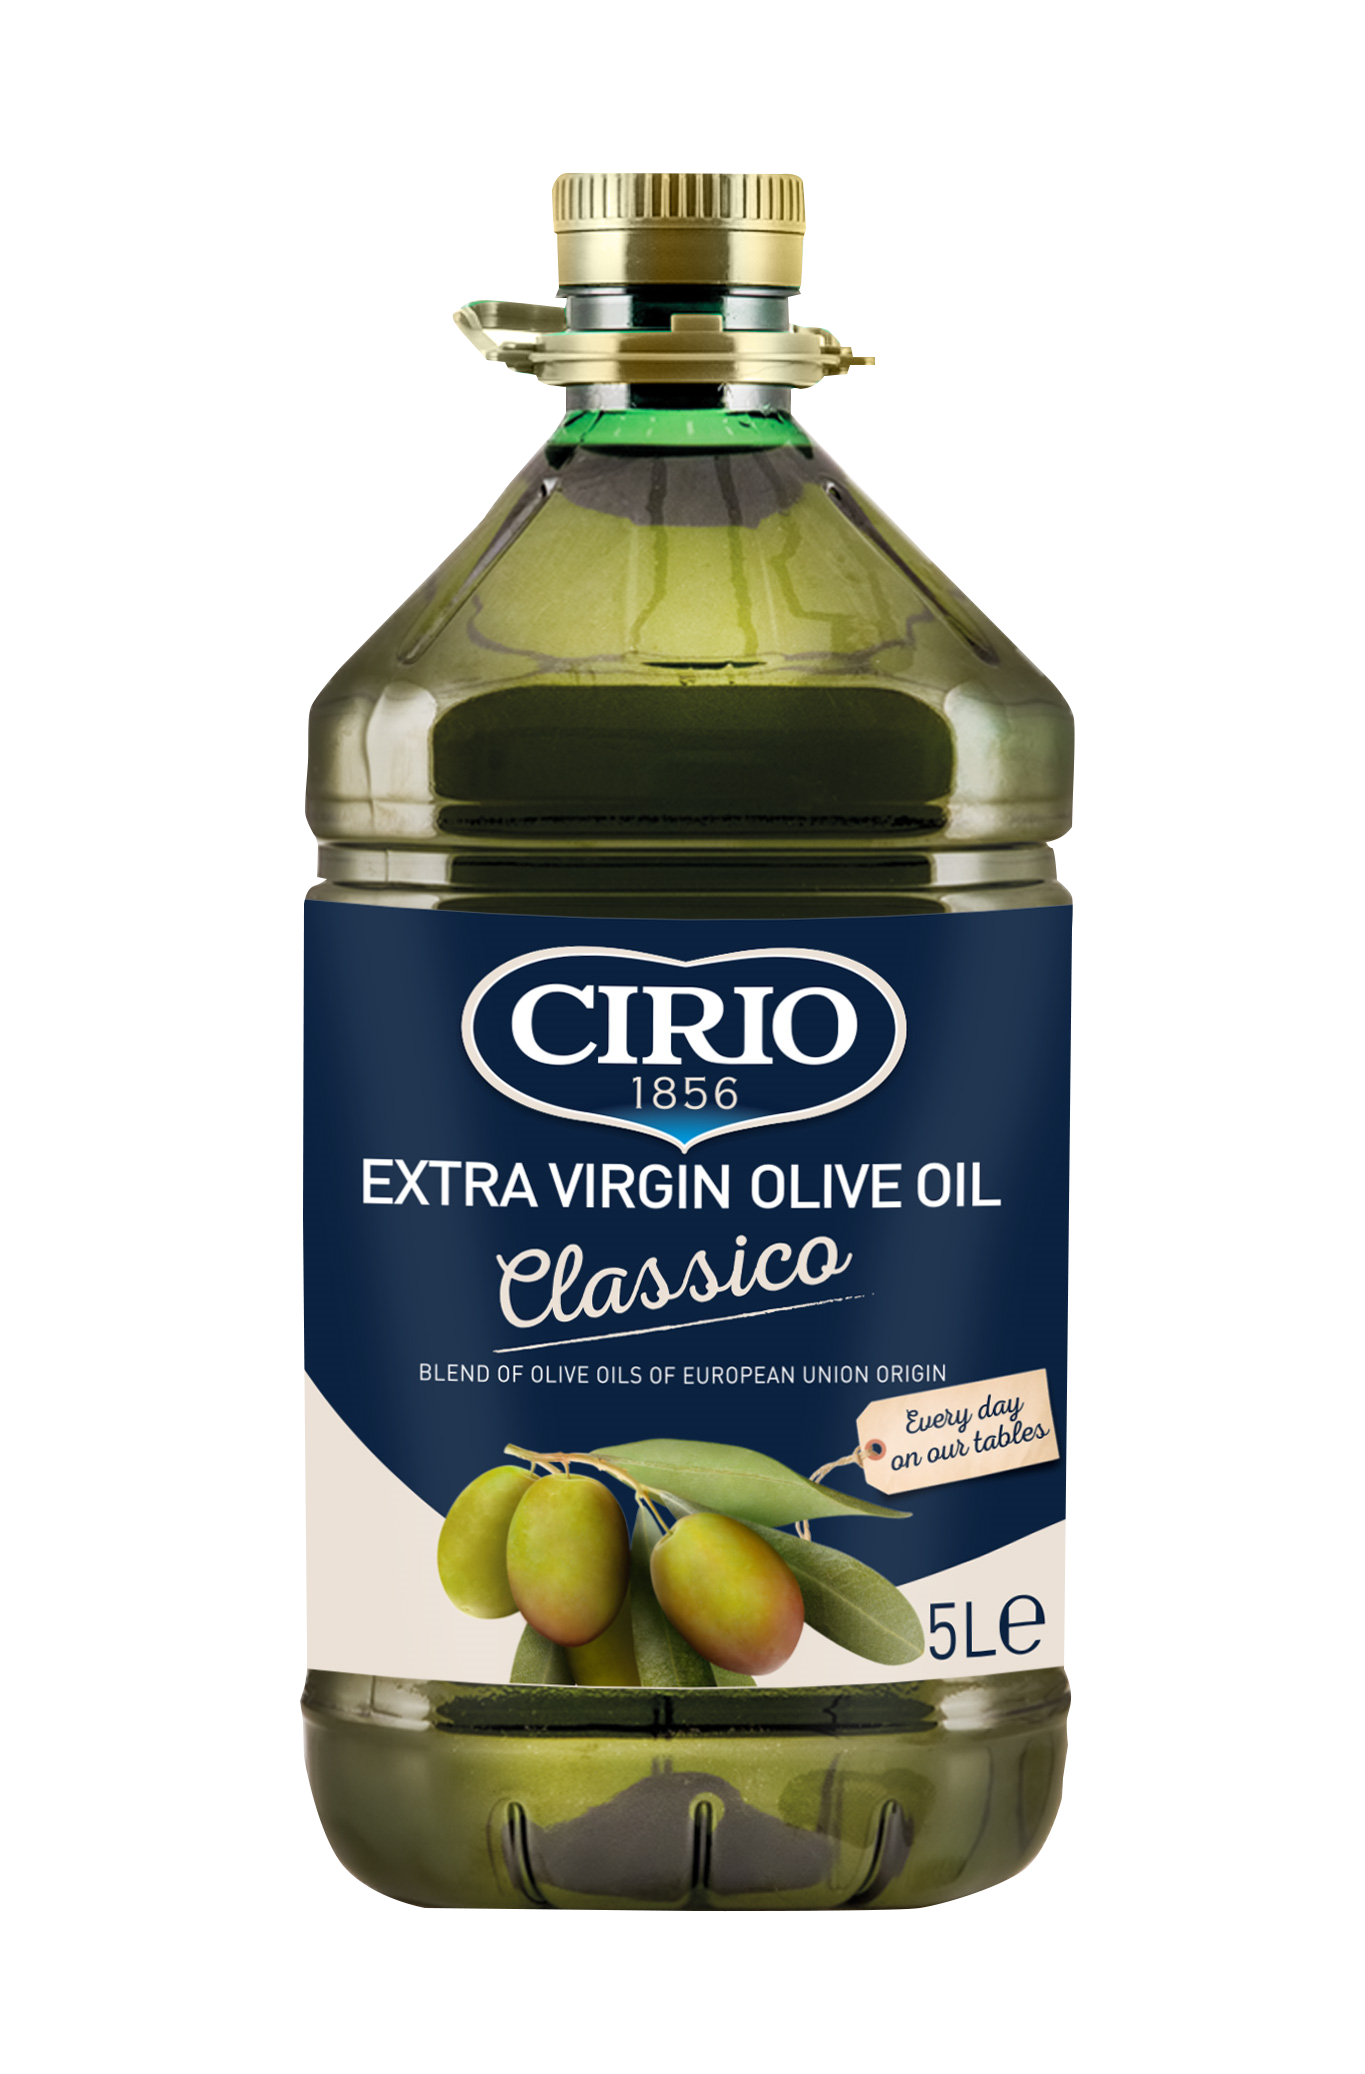 CIRIO
1856
EXTRA VIRGIN OLIVE OIL
Classico
BLEND OF OLIVE OILS OF EUROPEAN UNION ORIGIN
Every day
on our tables
5L℮